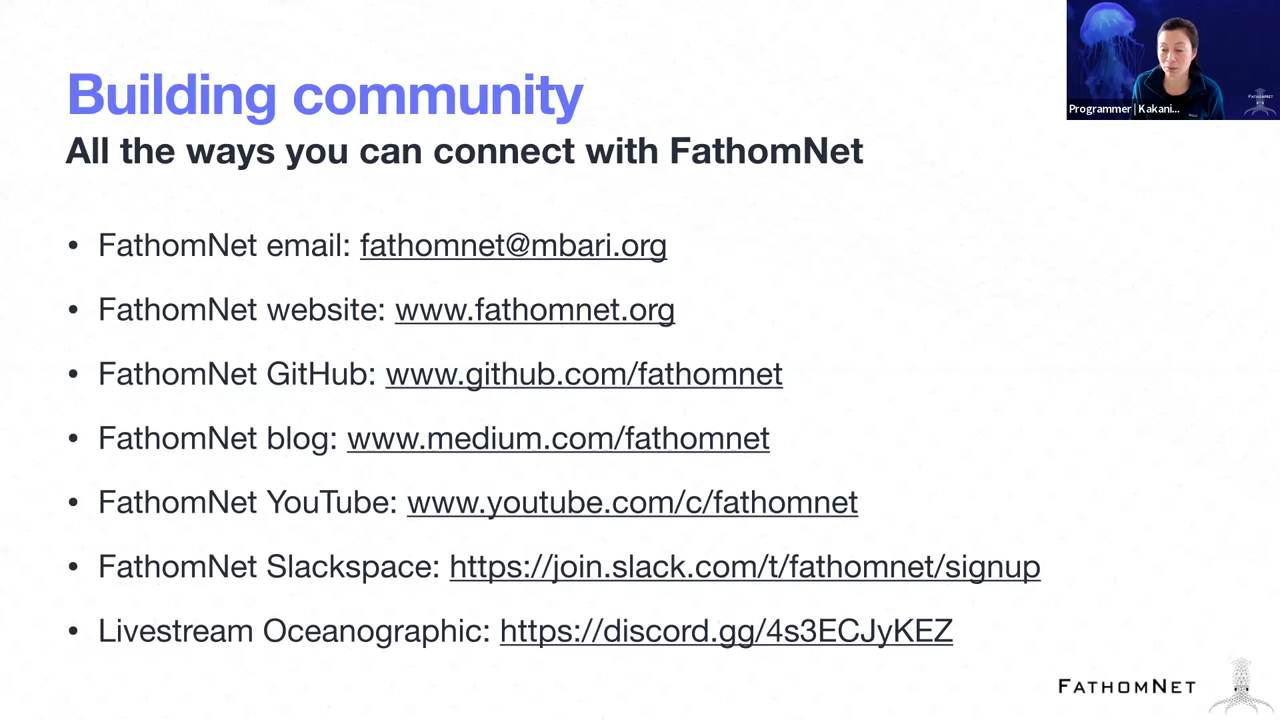 Building community
All the ways you can connect with FathomNet
• FathomNet email: fathomnet@mbari.org
• FathomNet website: www.fathomnet.org
• FathomNet GitHub: www.github.com/fathomnet
• FathomNet blog: www.medium.com/fathomnet
• FathomNet YouTube: www.youtube.com/c/fathomnet
• FathomNet Slackspace: https://join.slack.com/t/fathomnet/signup
• Livestream Oceanographic: https://discord.gg/4s3ECJyKEZ
FATHOMNET
Programmer | Kakani...
FATHOMNET